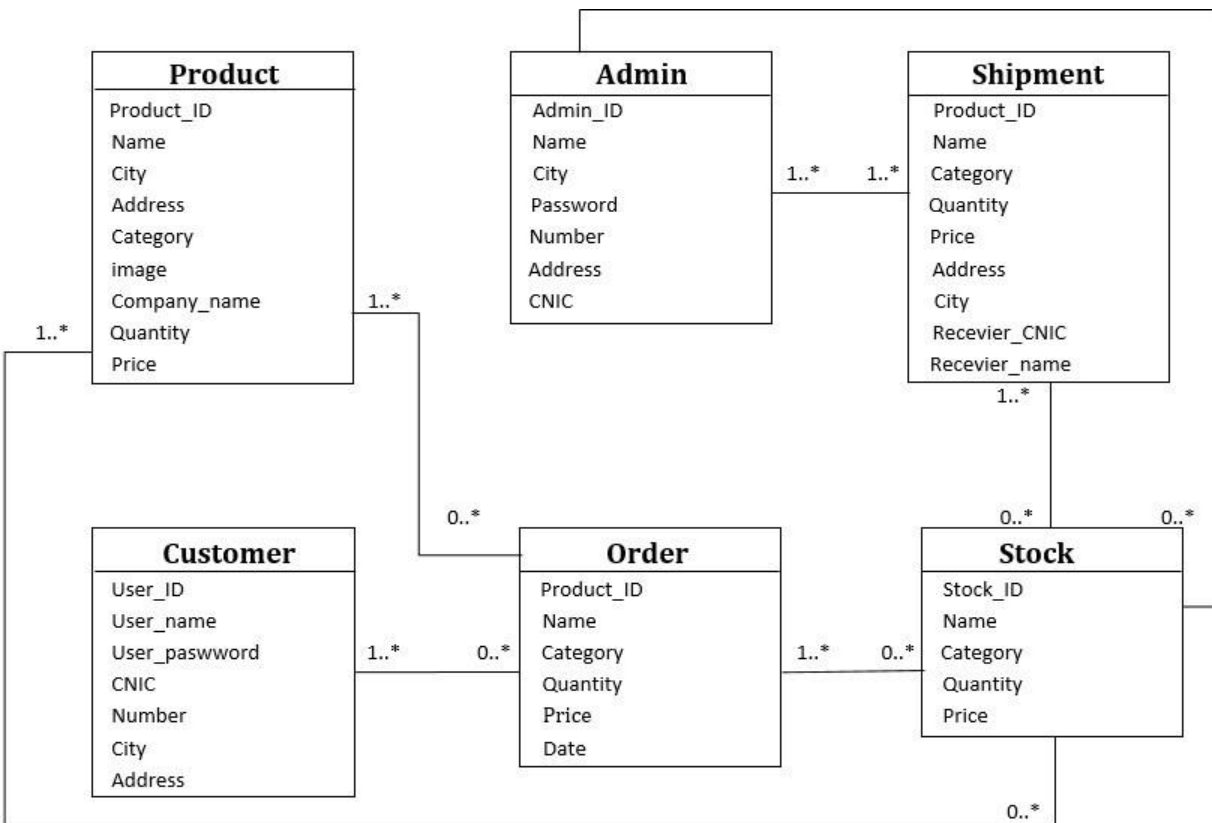 Product
Product_ID
Name
City
Address
Category
image
Company_name
Quantity
Price
1..*
1..*
Admin
Admin_ID
Name
City
Password
Number
Address
CNIC
1..*
1..*
Shipment
Product_ID
Name
Category
Quantity
Price
Address
City
Recevier_CNIC
Recevier_name
1..*
0..*
0..*
0..*
Customer
User_ID
User_name
User_paswword
CNIC
Number
City
Address
1..*
0..*
Order
Product_ID
Name
Category
Quantity
Price
Date
1..*
0..*
Stock
Stock_ID
Name
Category
Quantity
Price
0..*